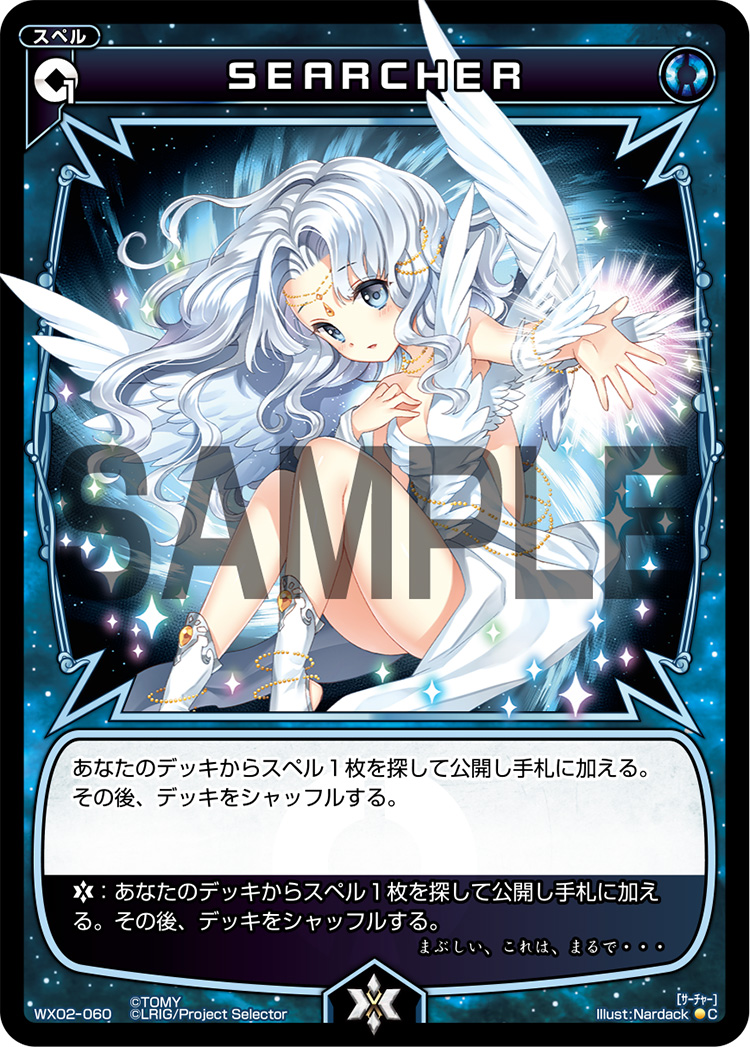 スペル
1
SEARCHER
SAMPLE
あなたのデッキからスペル1枚を探して公開し手札に加える。
その後、デッキをシャッフルする。
：あなたのデッキからスペル1枚を探して公開し手札に加え
る。その後、デッキをシャッフルする。
まぶしい、これは、まるで・・・
WX02-060
©TOMY
©LRIG/Project Selector
[サーチャー]
Illust:Nardack
C